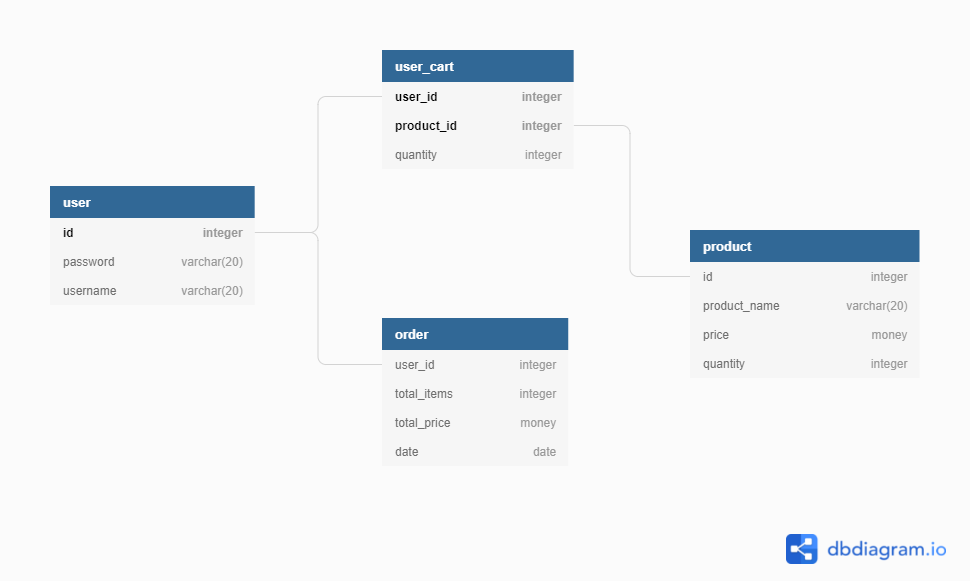 user_cart
user_id integer
product_id integer
quantity integer
user
id integer
password varchar(20)
username varchar(20)
product
id integer
product_name varchar(20)
price money
quantity integer
order
user_id integer
total_items integer
total_price money
date date
dbdiagram.io